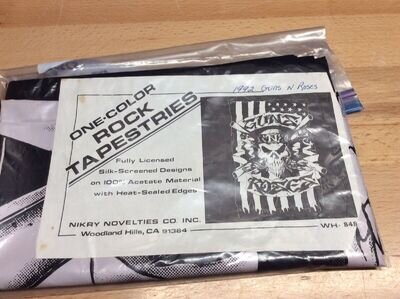 ONE-COLOR
ROCK
TAPESTRIES
1992 GUNS N ROSES
Fully Licensed
Silk-Screened Designs
on 100% Acetate Material
with Heat-Sealed Edges
GUNS
N'
ROSES
NIKRY NOVELTIES CO. INC.
Woodland Hills, CA 91364
WH-848